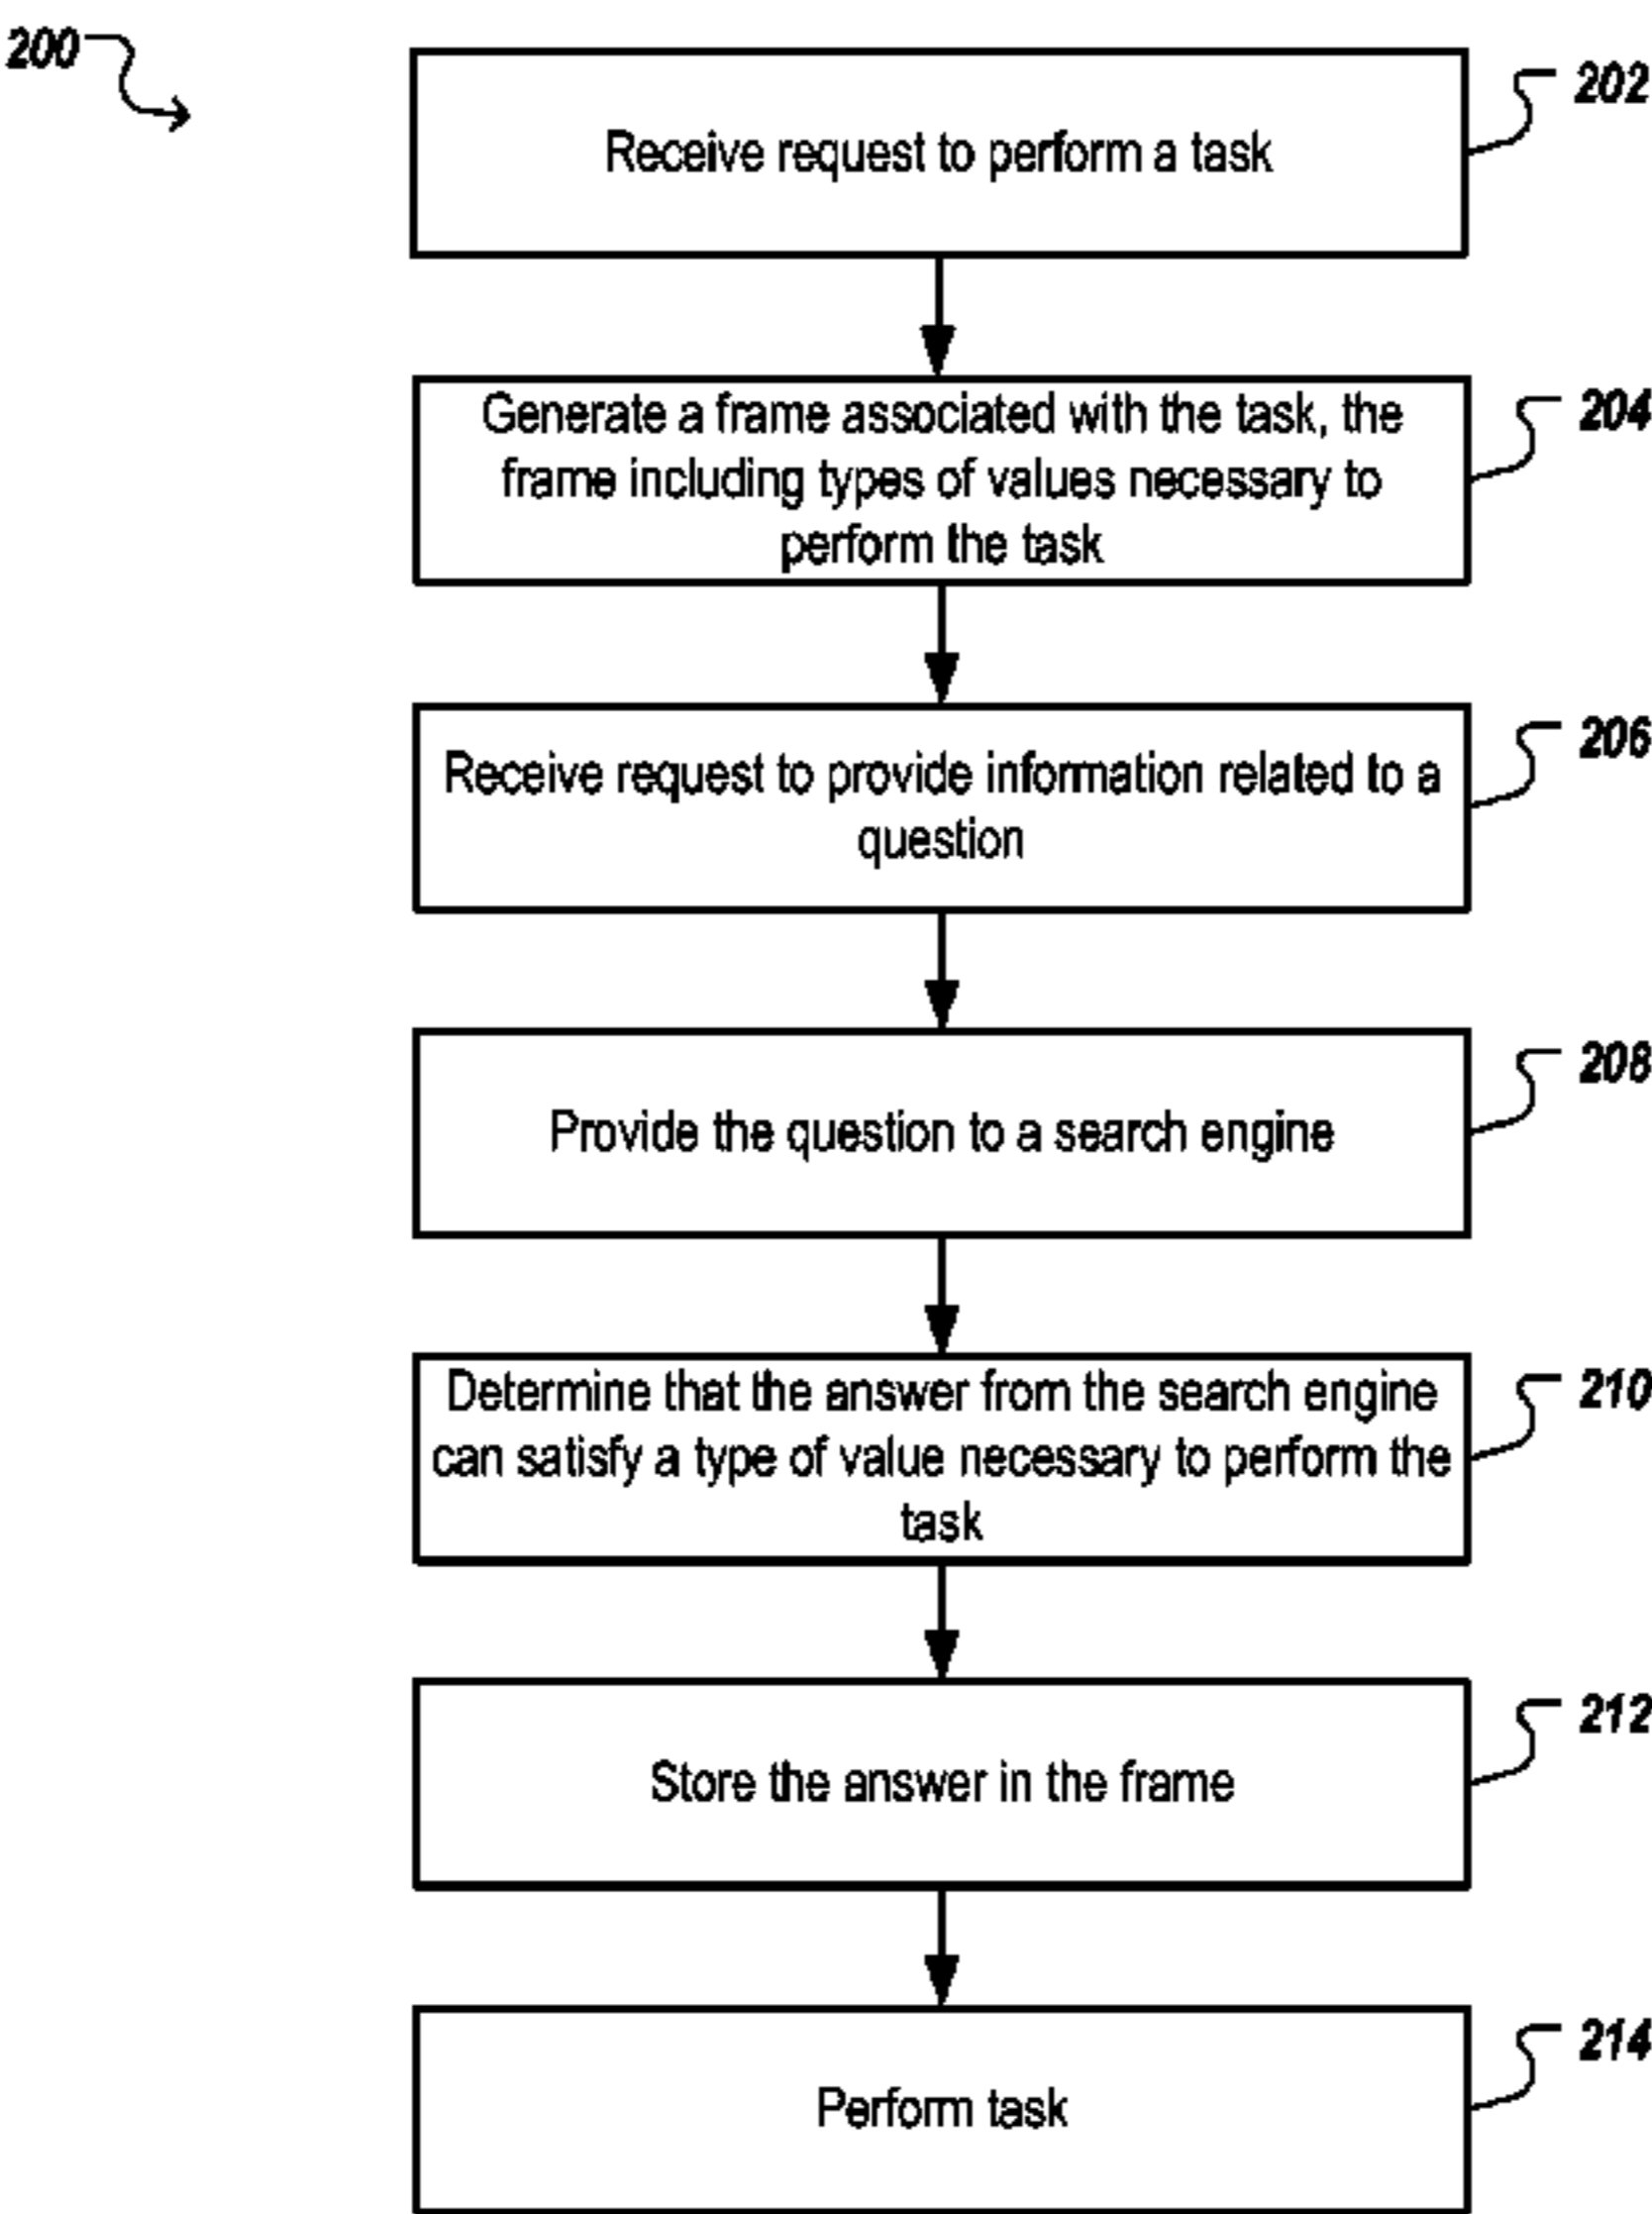 200
202
Receive request to perform a task
204
Generate a frame associated with the task, the
frame including types of values necessary to
perform the task
206
Receive request to provide information related to a
question
208
Provide the question to a search engine
210
Determine that the answer from the search engine
can satisfy a type of value necessary to perform the
task
212
Store the answer in the frame
214
Perform task